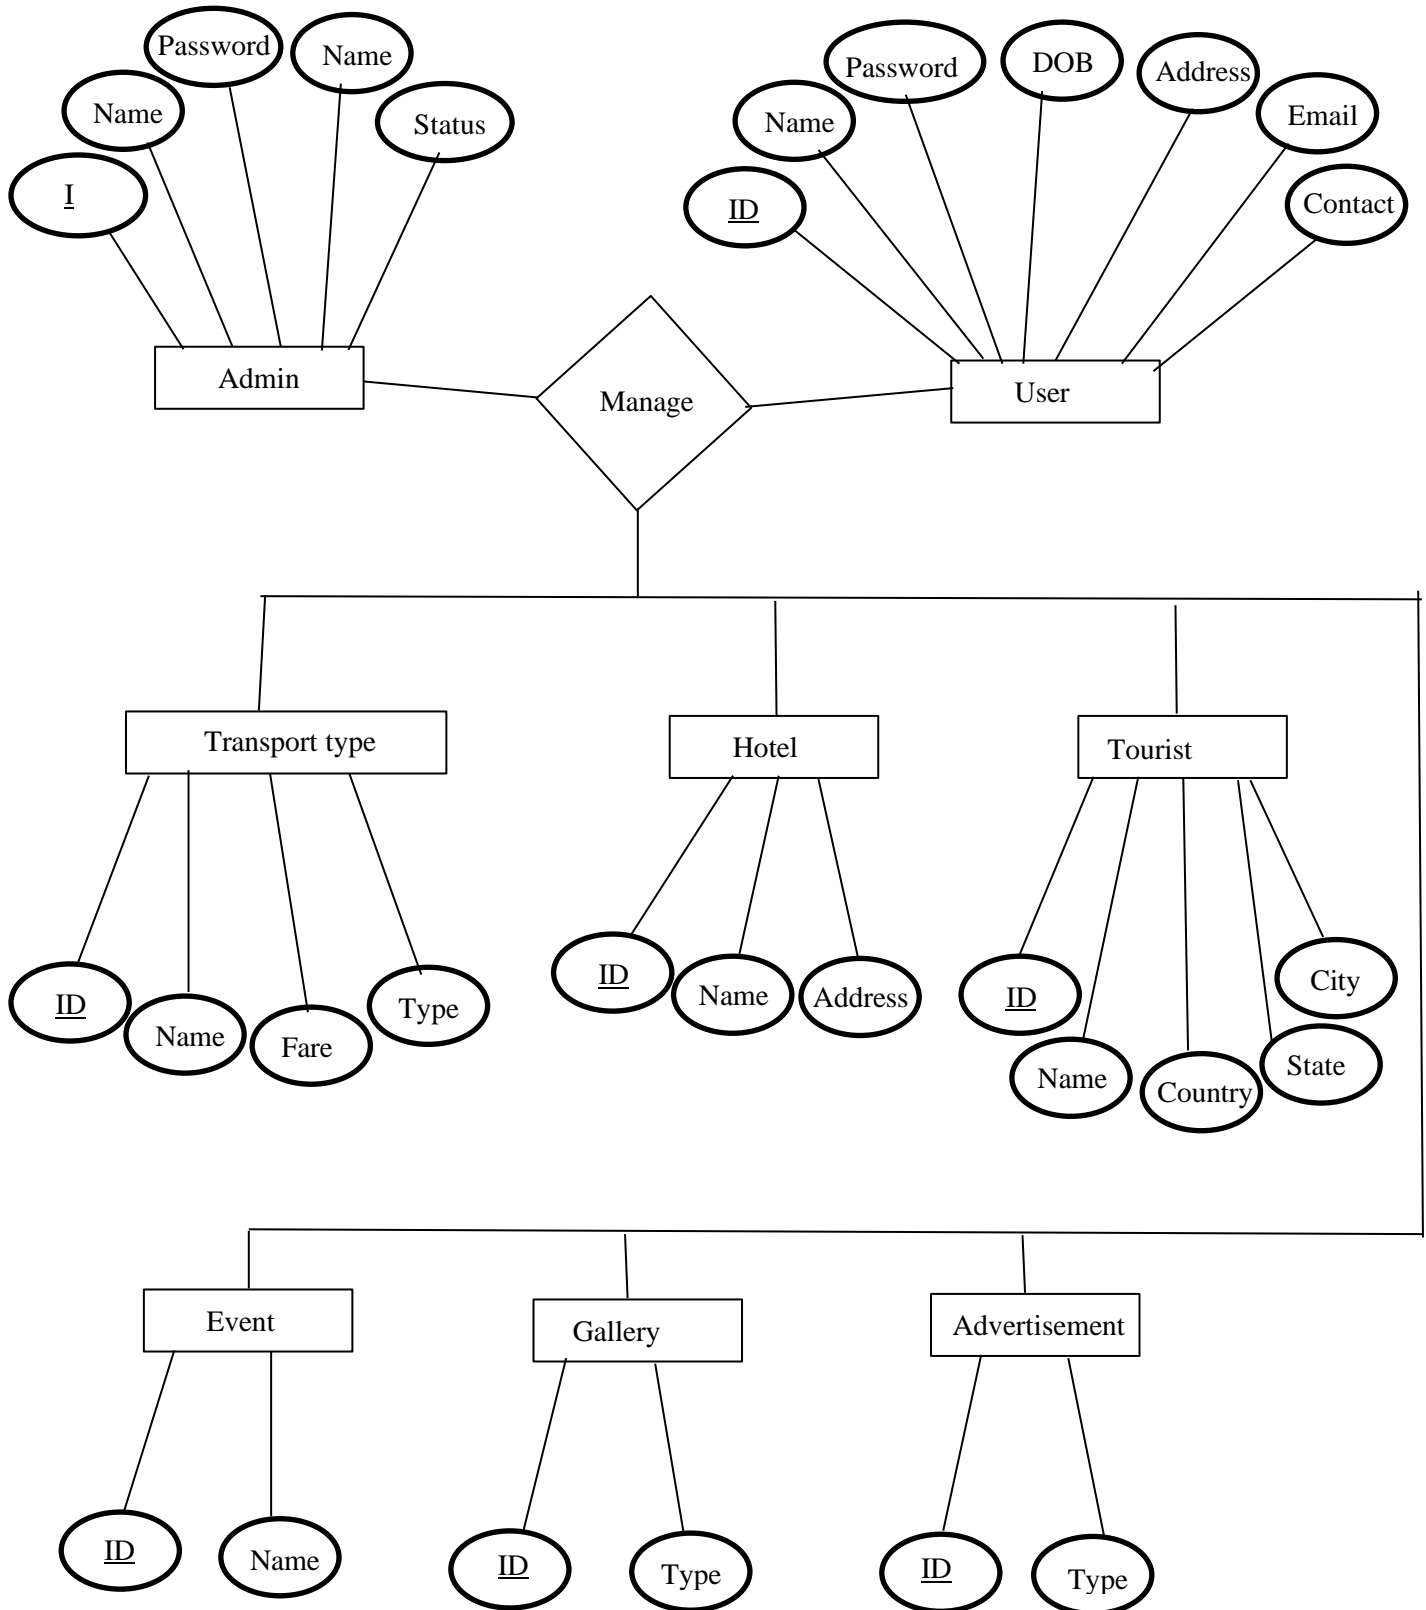 Password
Name
Name
Status
I
Password
DOB
Address
Name
Email
ID
Contact
Admin
Manage
User
Transport type
Hotel
Tourist
ID
Name
Fare
Type
ID
Name
Address
ID
Name
Country
State
City
Event
Gallery
Advertisement
ID
Name
ID
Type
ID
Type